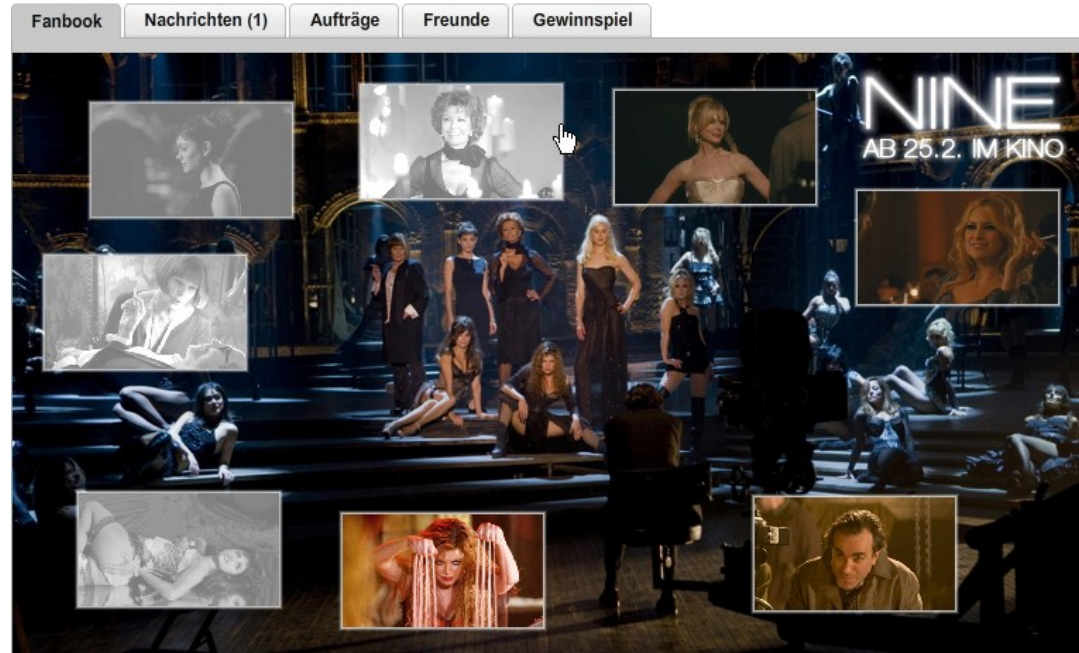 Fanbook
Nachrichten (1)
Aufträge
Freunde
Gewinnspiel
NINE
AB 25.2. IM KINO